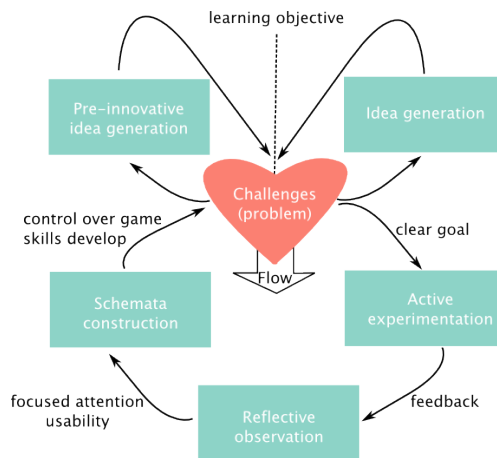 learning objective
Pre-innovative
idea generation
Idea generation
Challenges
(problem)
control over game
skills develop
clear goal
Flow
Schemata
construction
Active
experimentation
focused attention
usability
feedback
Reflective
observation